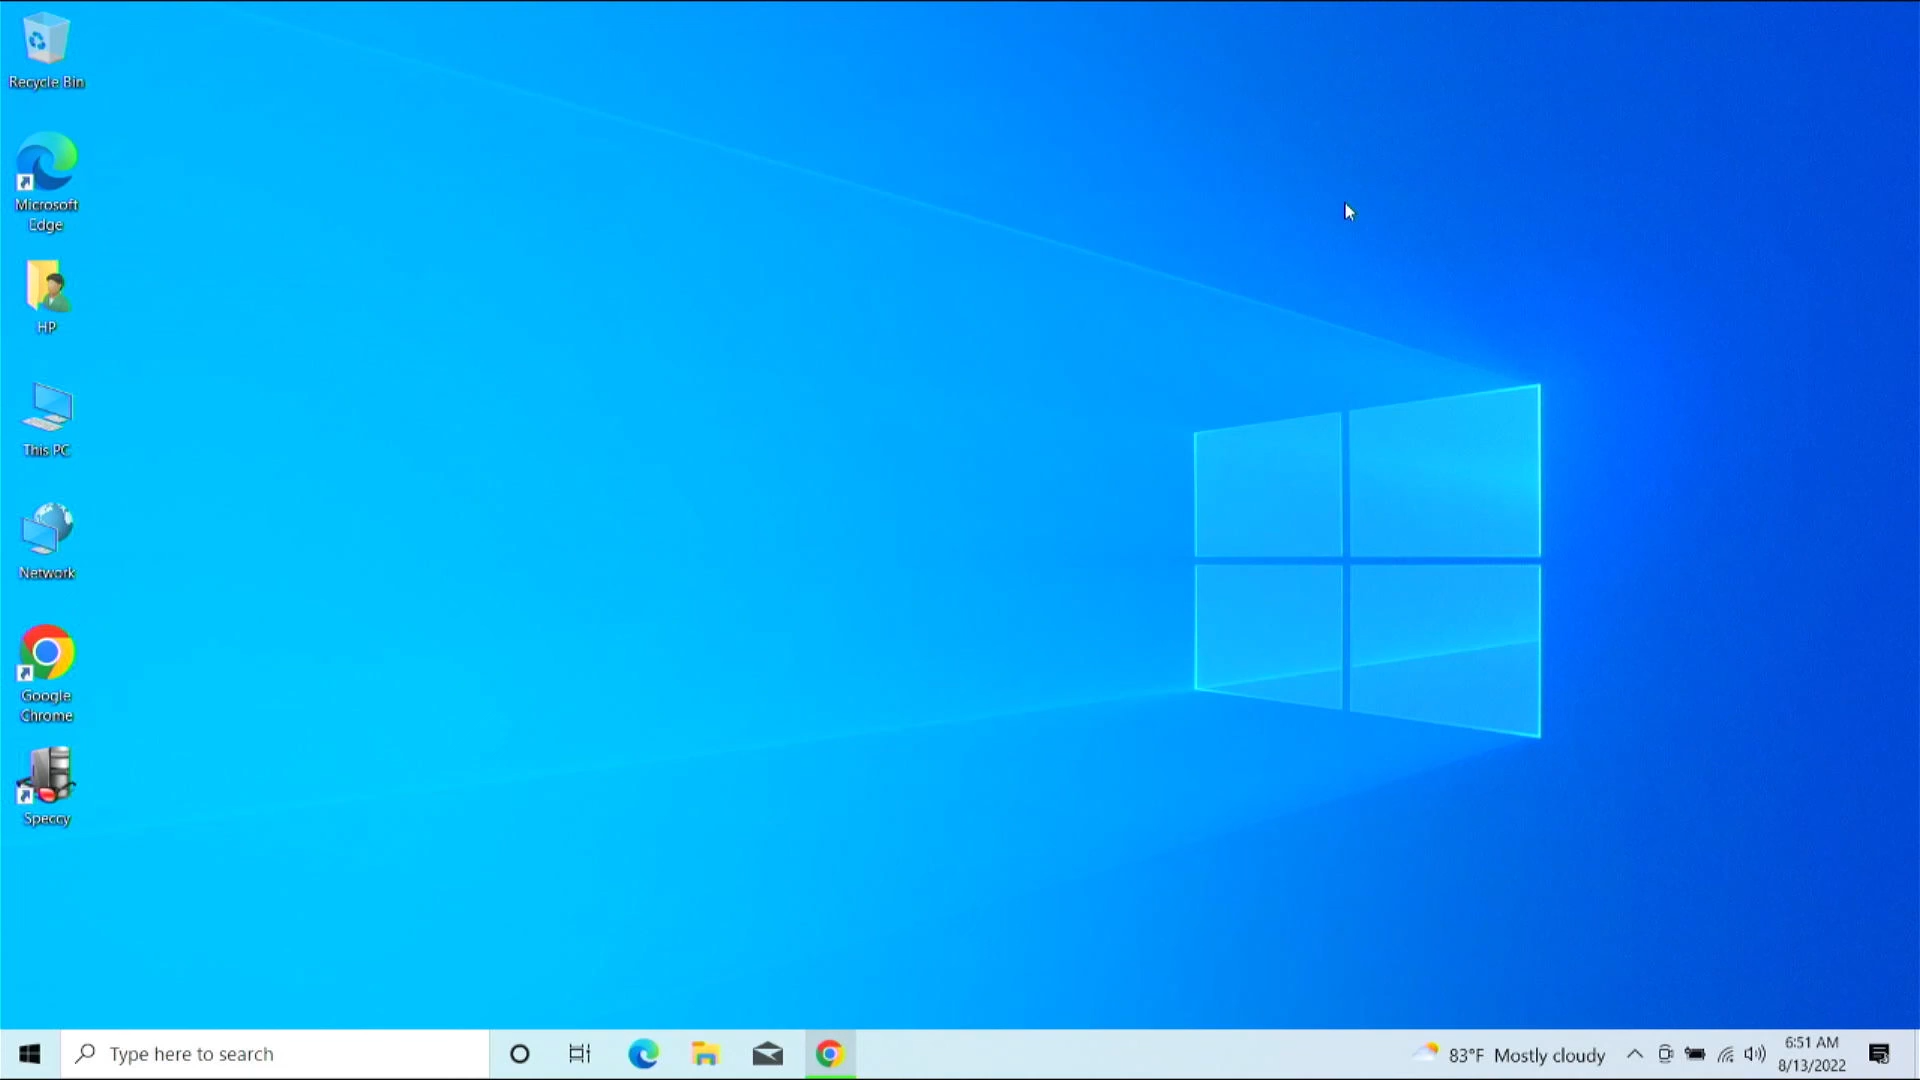 Recycle Bin
Microsoft
Edge
HP
This PC
Network
Google
Chrome
Speccy
Type here to search
83°F Mostly cloudy
6:51 AM
8/13/2022